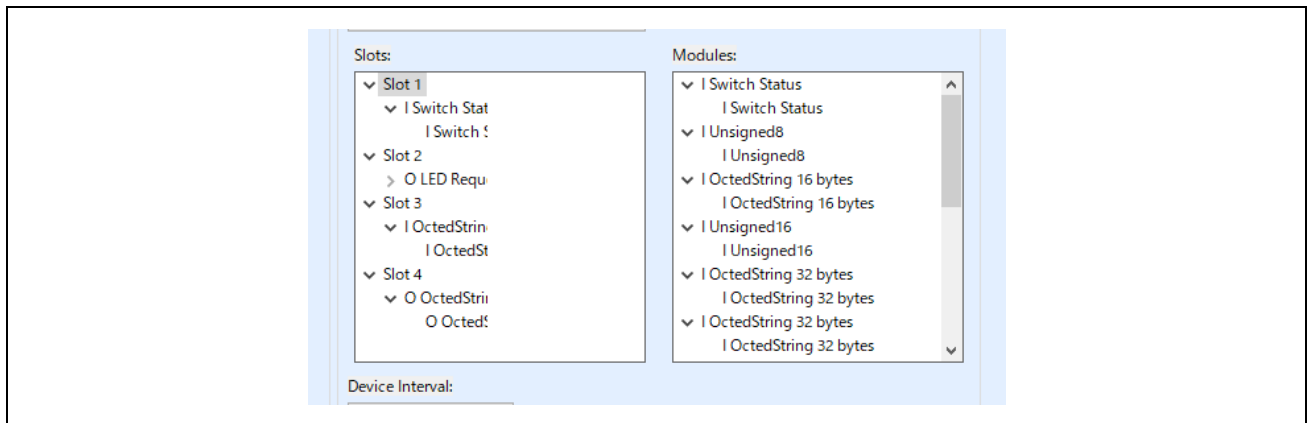 Slots:
Slot 1
I Switch Stat
I Switch
Slot 2
O LED Requ
Slot 3
I OctedStrin
I OctedSt
Slot 4
O OctedStri
O Octed
Modules:
I Switch Status
I Switch Status
I Unsigned8
I Unsigned8
I OctedString 16 bytes
I OctedString 16 bytes
I Unsigned16
I Unsigned16
I OctedString 32 bytes
I OctedString 32 bytes
I OctedString 32 bytes
I OctedString 32 bytes
Device Interval: